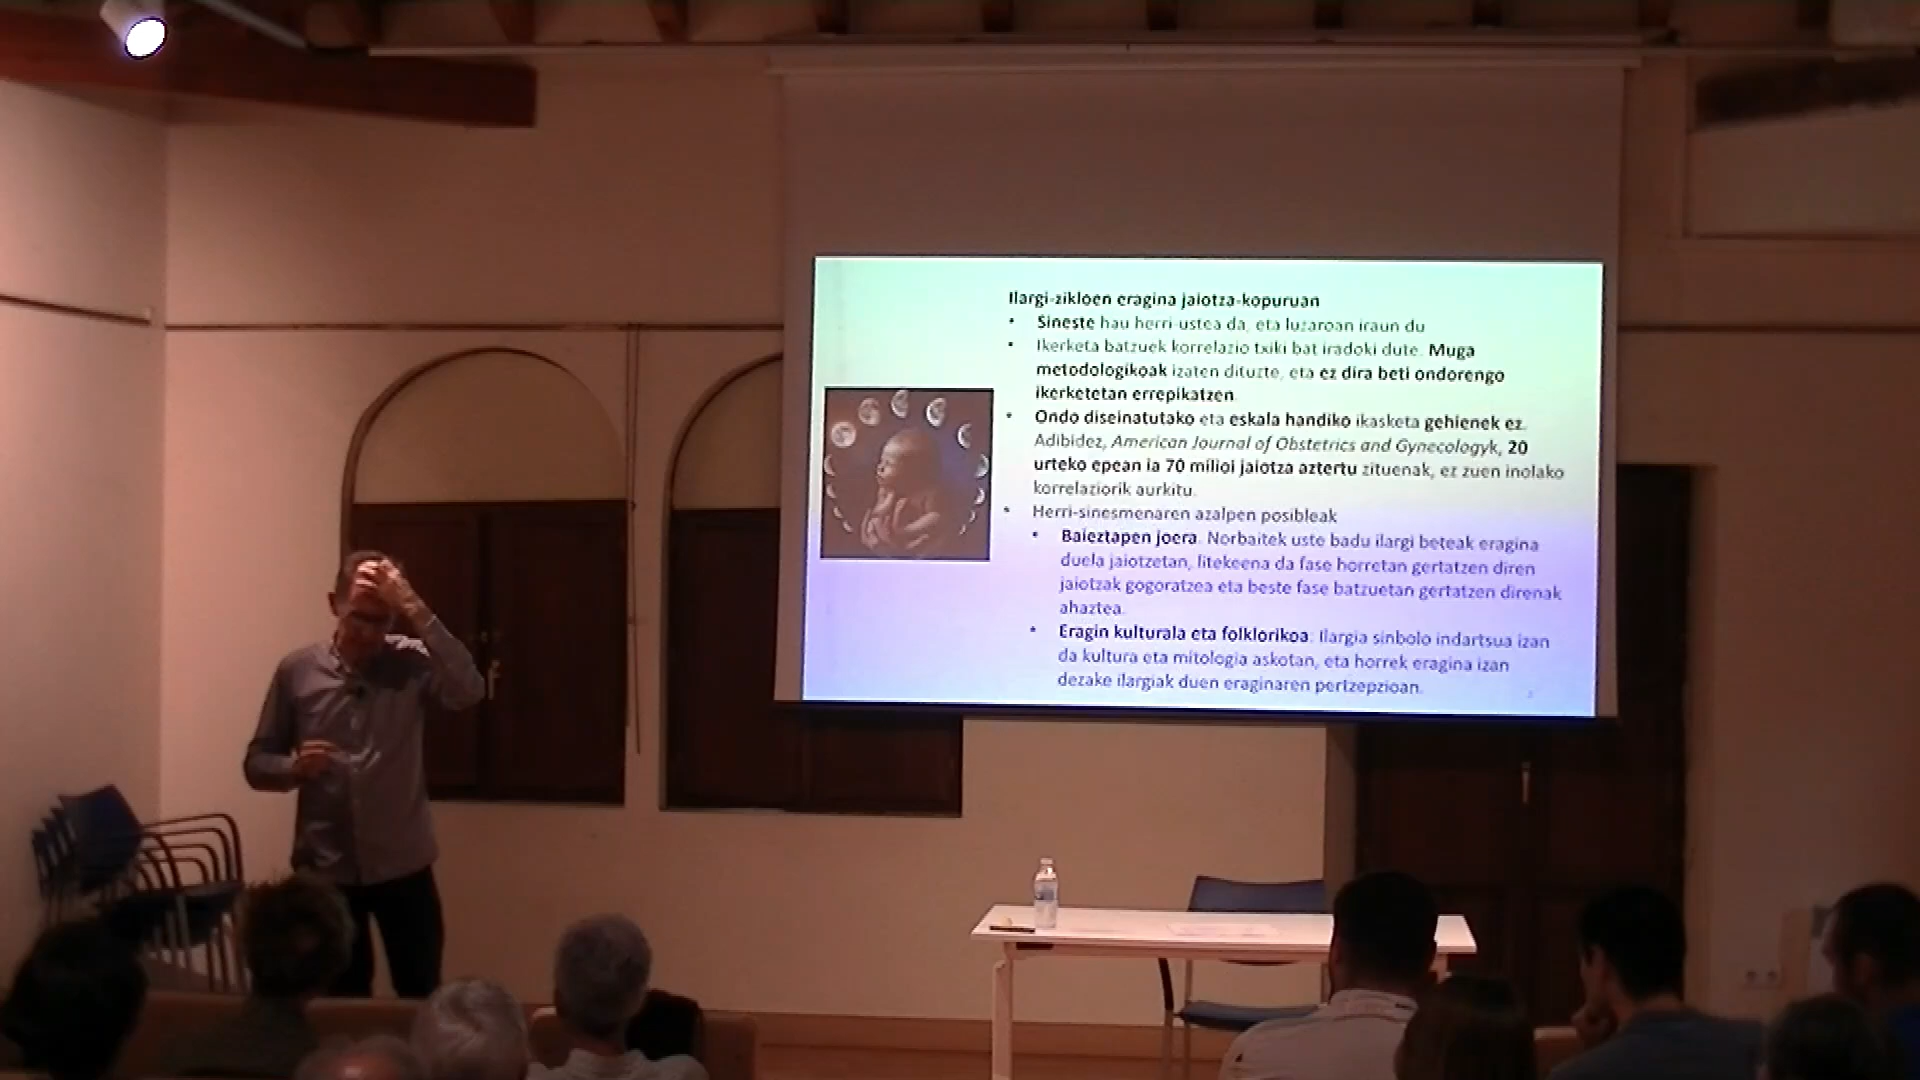 Ilargi-zikloen eragina jaiotza-kopuruan
• Sineste hau herri-ustea da, eta luzaroan iraun du
• Ikerketa batzuek korrelazio txiki bat iradoki dute. Muga
metodologikoak izaten dituzte, eta ez dira beti ondorengo
ikerketetan errepikatzen.
• Ondo diseinatutako eta eskala handiko ikasketa gehienek ez.
Adibidez, American Journal of Obstetrics and Gynecologyk, 20
urteko epean ia 70 milioi jaiotza aztertu zituenak, ez zuen inolako
korrelaziorik aurkitu.
• Herri-sinesmenaren azalpen posibleak
• Baieztapen joera. Norbaitek uste badu ilargi beteak eragina
duela jaiotzetan, litekeena da fase horretan gertatzen diren
jaiotzak gogoratzea eta beste fase batzuetan gertatzen direnak
ahaztea.
• Eragin kulturala eta folklorikoa: Ilargia sinbolo indartsua izan
da kultura eta mitologia askotan, eta horrek eragina izan
dezake ilargiak duen eraginaren pertzepzioan.